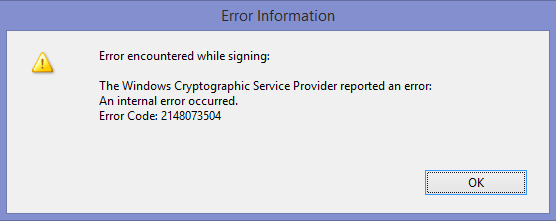 Error Information
Error encountered while signing:
The Windows Cryptographic Service Provider reported an error:
An internal error occurred.
Error Code: 2148073504
OK